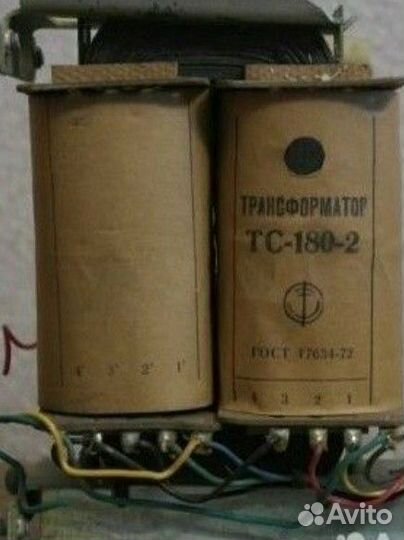 ТРАНСФОРМАТОР
ТС-180-2
ГОСТ 17634-72
4' 3' 2' 1'
4 3 2 1
Avito